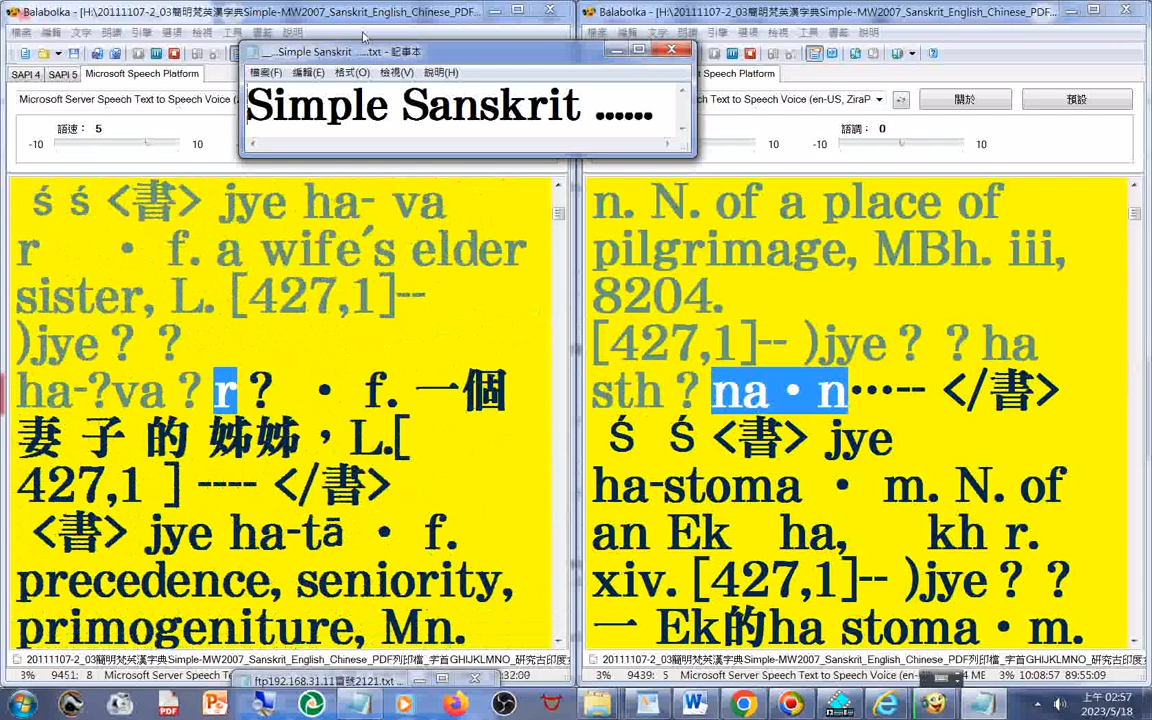 Balabolka - [H:\20111107-2_03簡明梵英漢字典Simple-MW2007_Sanskrit_English_Chinese_PDF...
Balabolka - [H:\20111107-2_03簡明梵英漢字典Simple-MW2007_Sanskrit_English_Chinese_PDF...
檔案 編輯 文字 朗讀
__...Simple Sanskrit ......txt - 記事本
SAPI 4 SAPI 5 Microsoft Speech Platform
Speech Platform
檔案(F) 編輯(E) 格式(O) 檢視(V) 說明(H)
Simple Sanskrit ......
Microsoft Server Speech Text to Speech Voice
Text to Speech Voice (en-US, ZiraP
關於
預設
語速： 5
語調： 0
-10 10
-10 10
ś ś <書> jye ha- va
r • f. a wife′s elder
sister, L. [427,1]--
)jye ? ?
ha-?va ? r ? • f. 一個
妻 子 的 姊姊，L.[
427,1 ] ---- </書>
<書> jye ha-tā • f.
precedence, seniority,
primogeniture, Mn.
n. N. of a place of
pilgrimage, MBh. iii,
8204.
[427,1]-- )jye ? ? ha
sth ? na • n…-- </書>
Ś Ś <書> jye
ha-stoma • m. N. of
an Ek ha, kh r.
xiv. [427,1]-- )jye ? ?
一 Ek的ha stoma • m.
20111107-2_03簡明梵英漢字典Simple-MW2007_Sanskrit_English_Chinese_PDF列印檔_字首GHIJKLMNO_研究古印度
20111107-2_03簡明梵英漢字典Simple-MW2007_Sanskrit_English_Chinese_PDF列印檔_字首GHIJKLMNO_研究古印度
3% 9451: 8 Microsoft Server Speech Te
3% 9439: 5 Microsoft Server Speech Text to Speech Voice 10:08:57 89:55:09
上午 02:57
2023/5/18